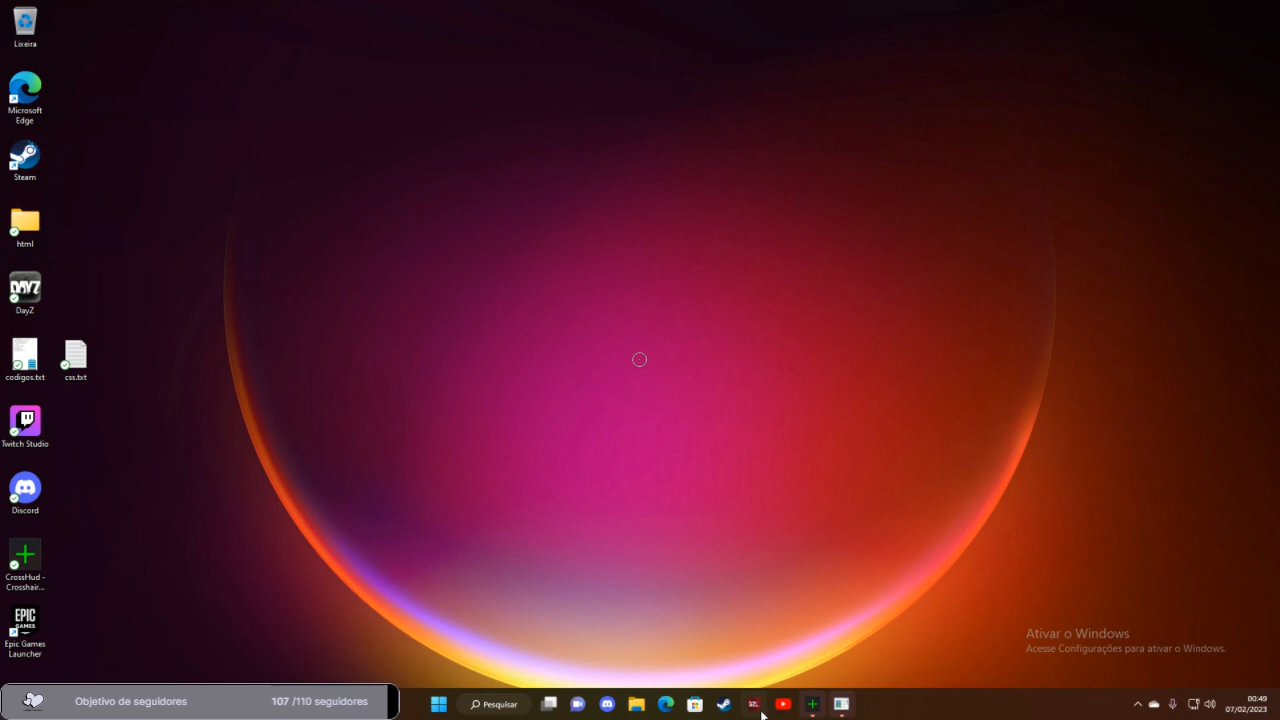 Lixeira
Microsoft
Edge
Steam
html
DAYZ
DayZ
codigos.txt
css.txt
Twitch Studio
Discord
CrossHud -
Crosshair...
EPIC
GAMES
Epic Games
Launcher
Ativar o Windows
Acesse Configurações para ativar o Windows.
Objetivo de seguidores
107 /110 seguidores
Pesquisar
00:49
07/02/2023